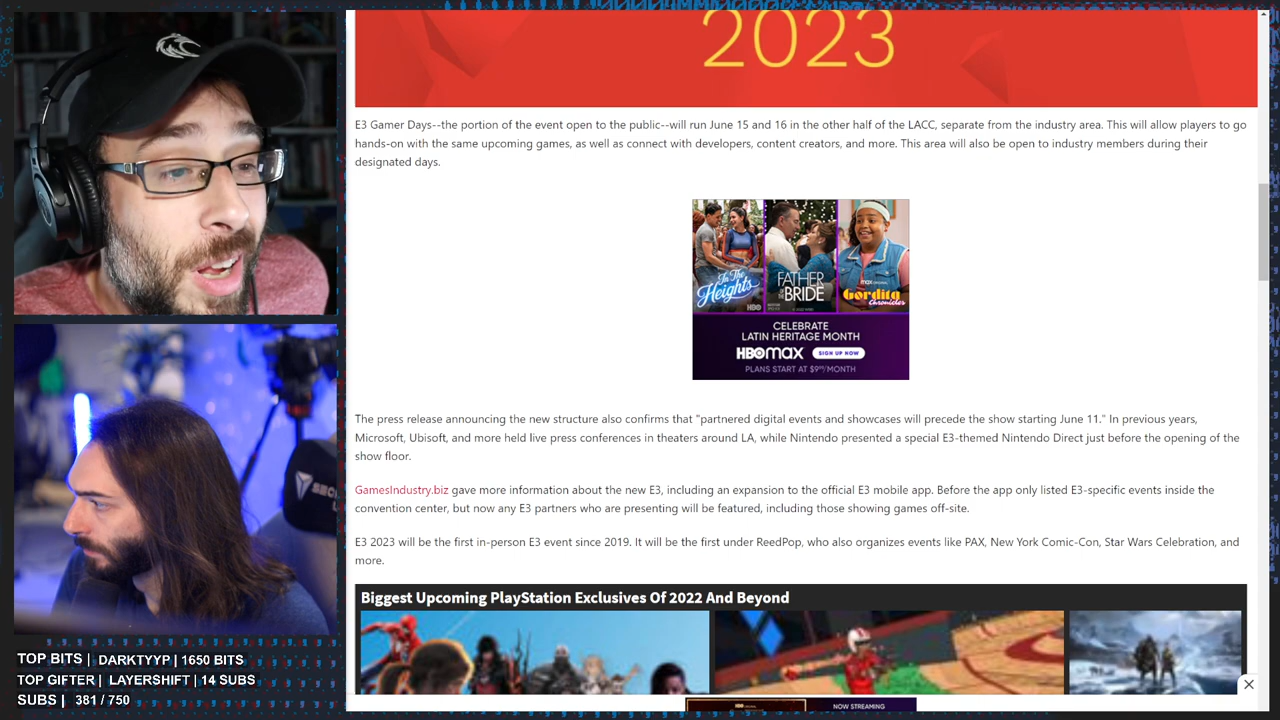 2023
E3 Gamer Days--the portion of the event open to the public--will run June 15 and 16 in the other half of the LACC, separate from the industry area. This will allow players to go
hands-on with the same upcoming games, as well as connect with developers, content creators, and more. This area will also be open to industry members during their
designated days.
In The Heights
HBO
FATHER OF THE BRIDE
max ORIGINAL
Gordita
Chronicles
CELEBRATE
LATIN HERITAGE MONTH
HBOmax SIGN UP NOW
The press release announcing the new structure also confirms that "partnered digital events and showcases will precede the show starting June 11." In previous years,
Microsoft, Ubisoft, and more held live press conferences in theaters around LA, while Nintendo presented a special E3-themed Nintendo Direct just before the opening of the
show floor.
GamesIndustry.biz gave more information about the new E3, including an expansion to the official E3 mobile app. Before the app only listed E3-specific events inside the
convention center, but now any E3 partners who are presenting will be featured, including those showing games off-site.
E3 2023 will be the first in-person E3 event since 2019. It will be the first under ReedPop, who also organizes events like PAX, New York Comic-Con, Star Wars Celebration, and
more.
Biggest Upcoming PlayStation Exclusives Of 2022 And Beyond
NOW STREAMING
SEC
TOP BITS | DARKTYYP | 1650 BITS
TOP GIFTER | LAYERSHIFT | 14 SUBS
SUBS | 381 / 750